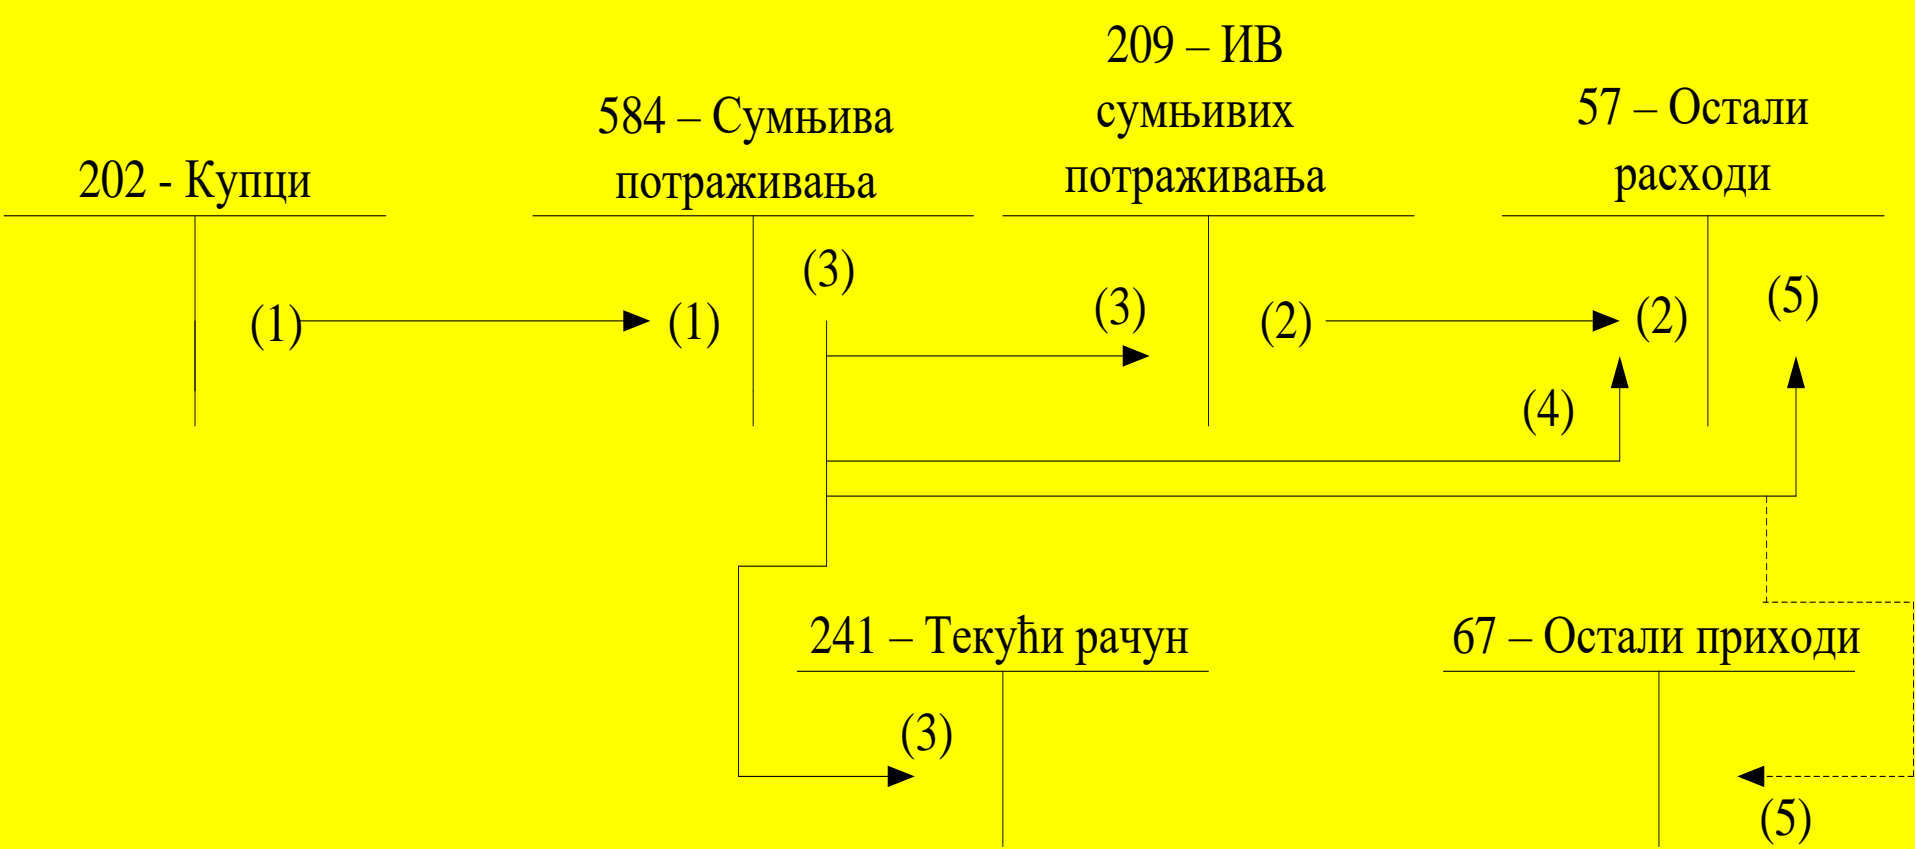 202 - Купци
584 – Сумњива
потраживања
209 – ИВ
сумњивих
потраживања
57 – Остали
расходи
(1)
(1)
(3)
(3)
(2)
(2)
(5)
(4)
241 – Текући рачун
67 – Остали приходи
(3)
(5)